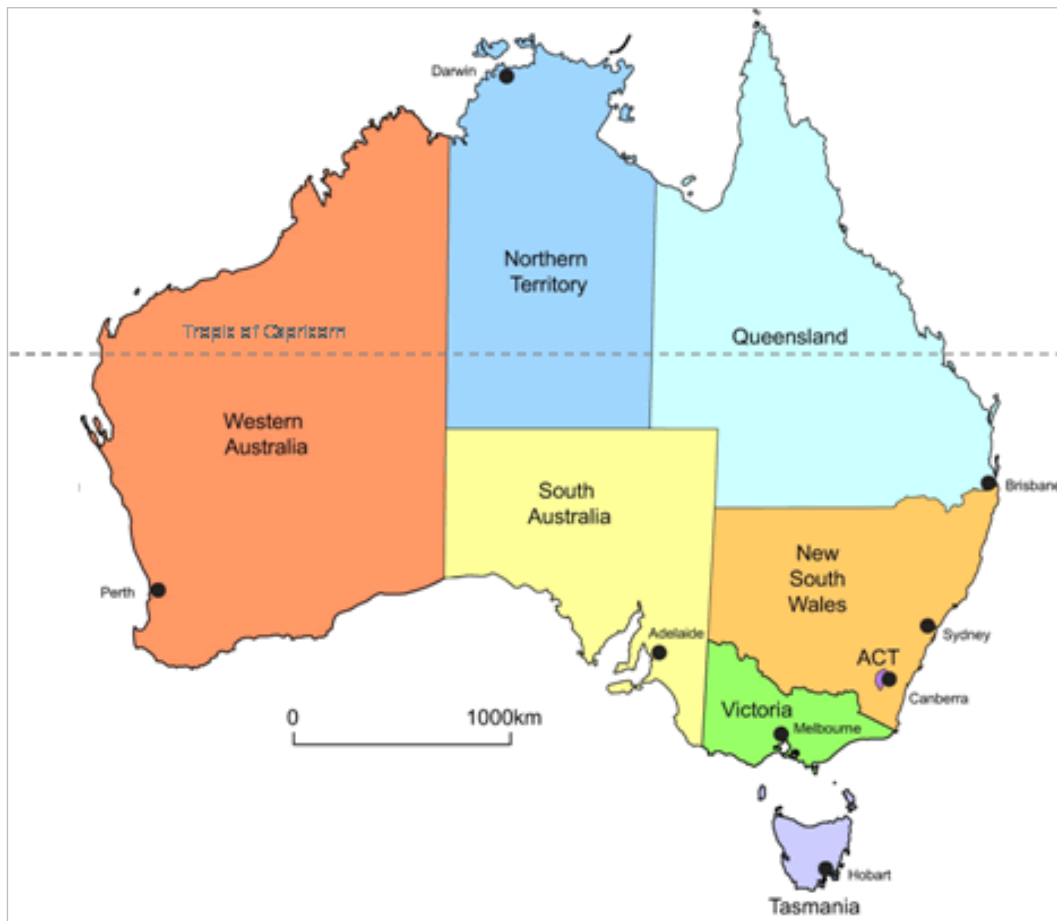 Darwin
Northern
Territory
Tropic of Capricorn
Queensland
Western
Australia
South
Australia
Brisbane
New
South
Wales
Perth
Adelaide
Sydney
ACT
Canberra
0 1000km
Victoria
Melbourne
Hobart
Tasmania